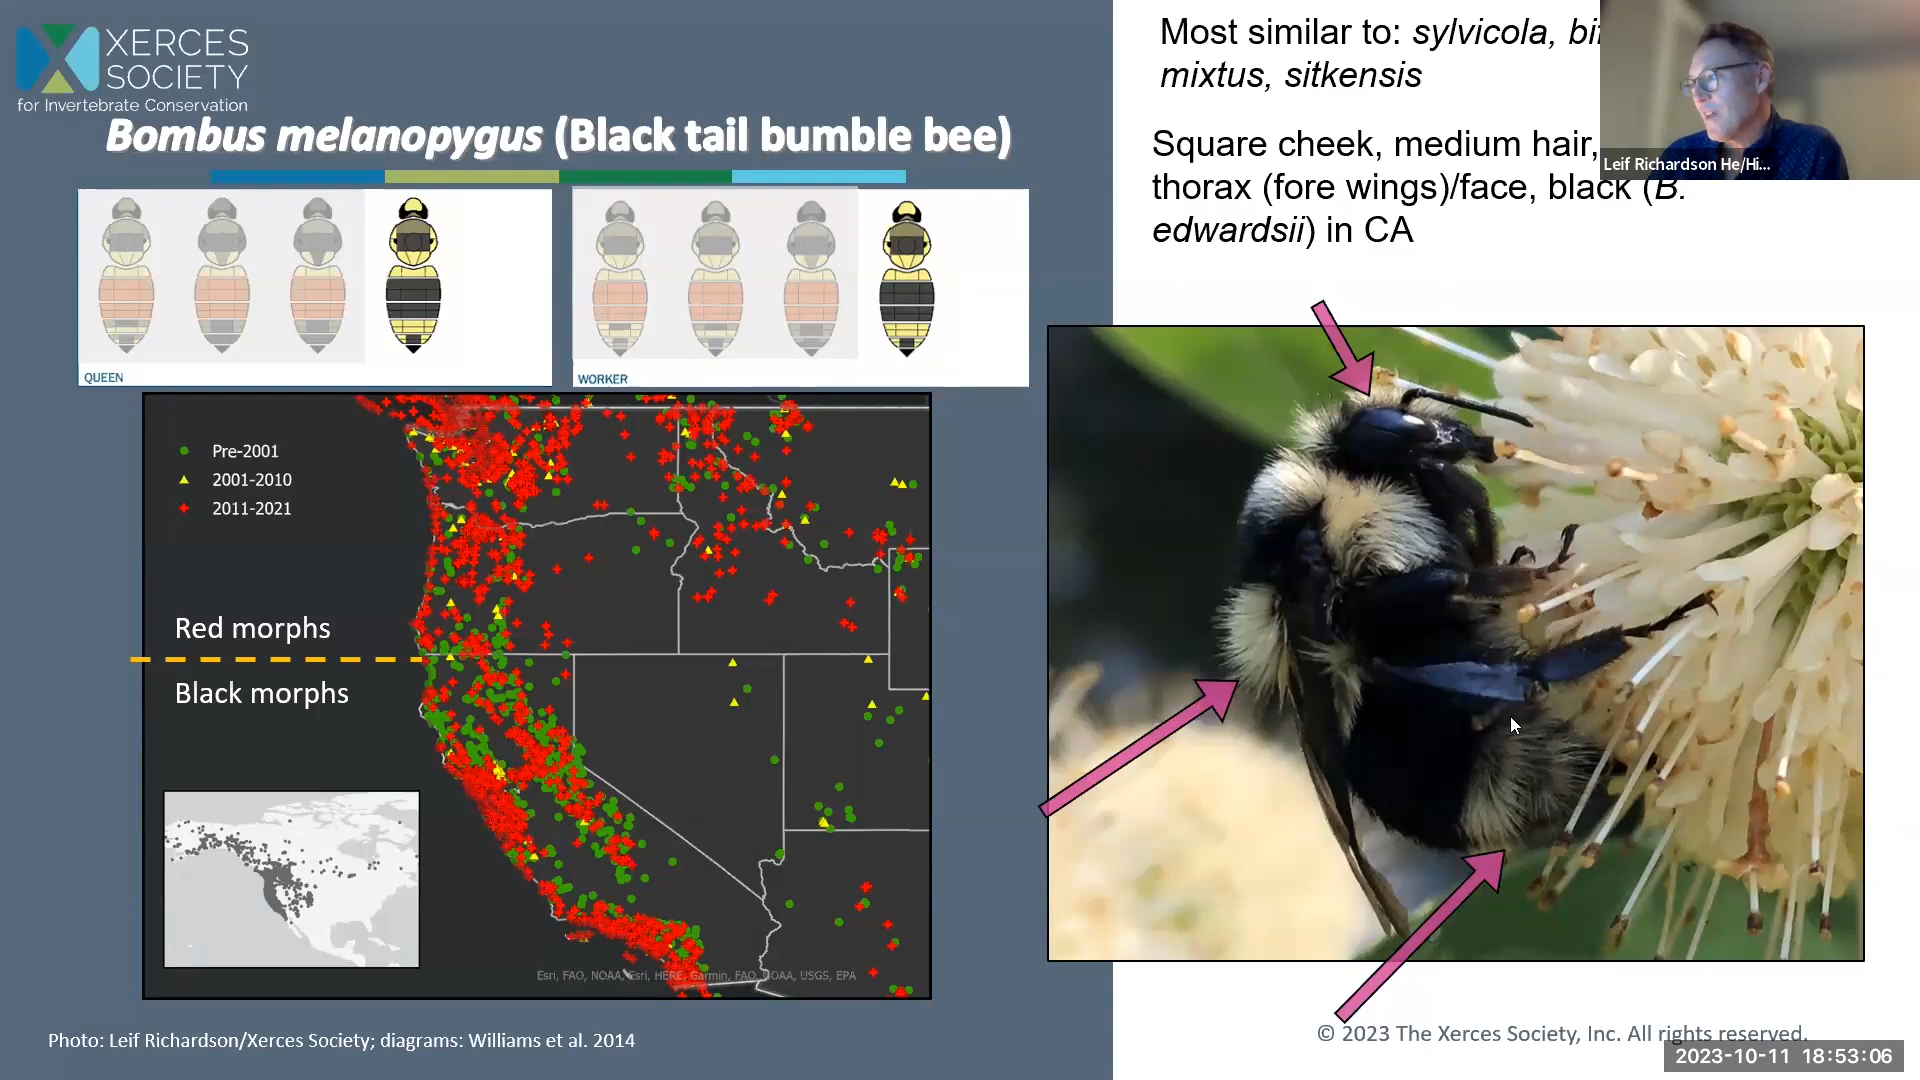 XERCES
SOCIETY
for Invertebrate Conservation
Bombus melanopygus (Black tail bumble bee)
QUEEN
WORKER
Pre-2001
2001-2010
2011-2021
Red morphs
Black morphs
Esri, FAO, NOAA, Esri, HERE, Garmin, FAO, NOAA, USGS, EPA
Photo: Leif Richardson/Xerces Society; diagrams: Williams et al. 2014
Most similar to: sylvicola,
mixtus, sitkensis
Square cheek, medium hair,
thorax (fore wings)/face, black (B.
edwardsii) in CA
Leif Richardson He/Hi...
© 2023 The Xerces Society, Inc. All rights reserved.
2023-10-11 18:53:06